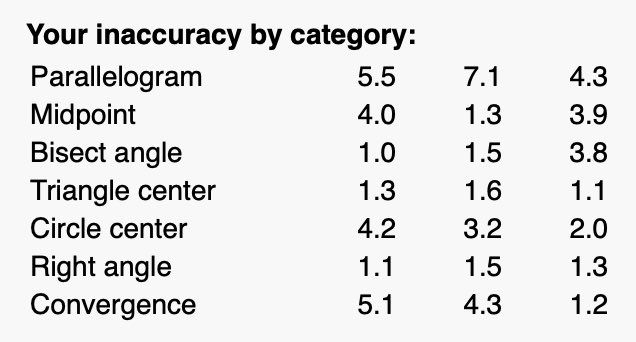 Your inaccuracy by category:
Parallelogram 5.5 7.1 4.3
Midpoint 4.0 1.3 3.9
Bisect angle 1.0 1.5 3.8
Triangle center 1.3 1.6 1.1
Circle center 4.2 3.2 2.0
Right angle 1.1 1.5 1.3
Convergence 5.1 4.3 1.2